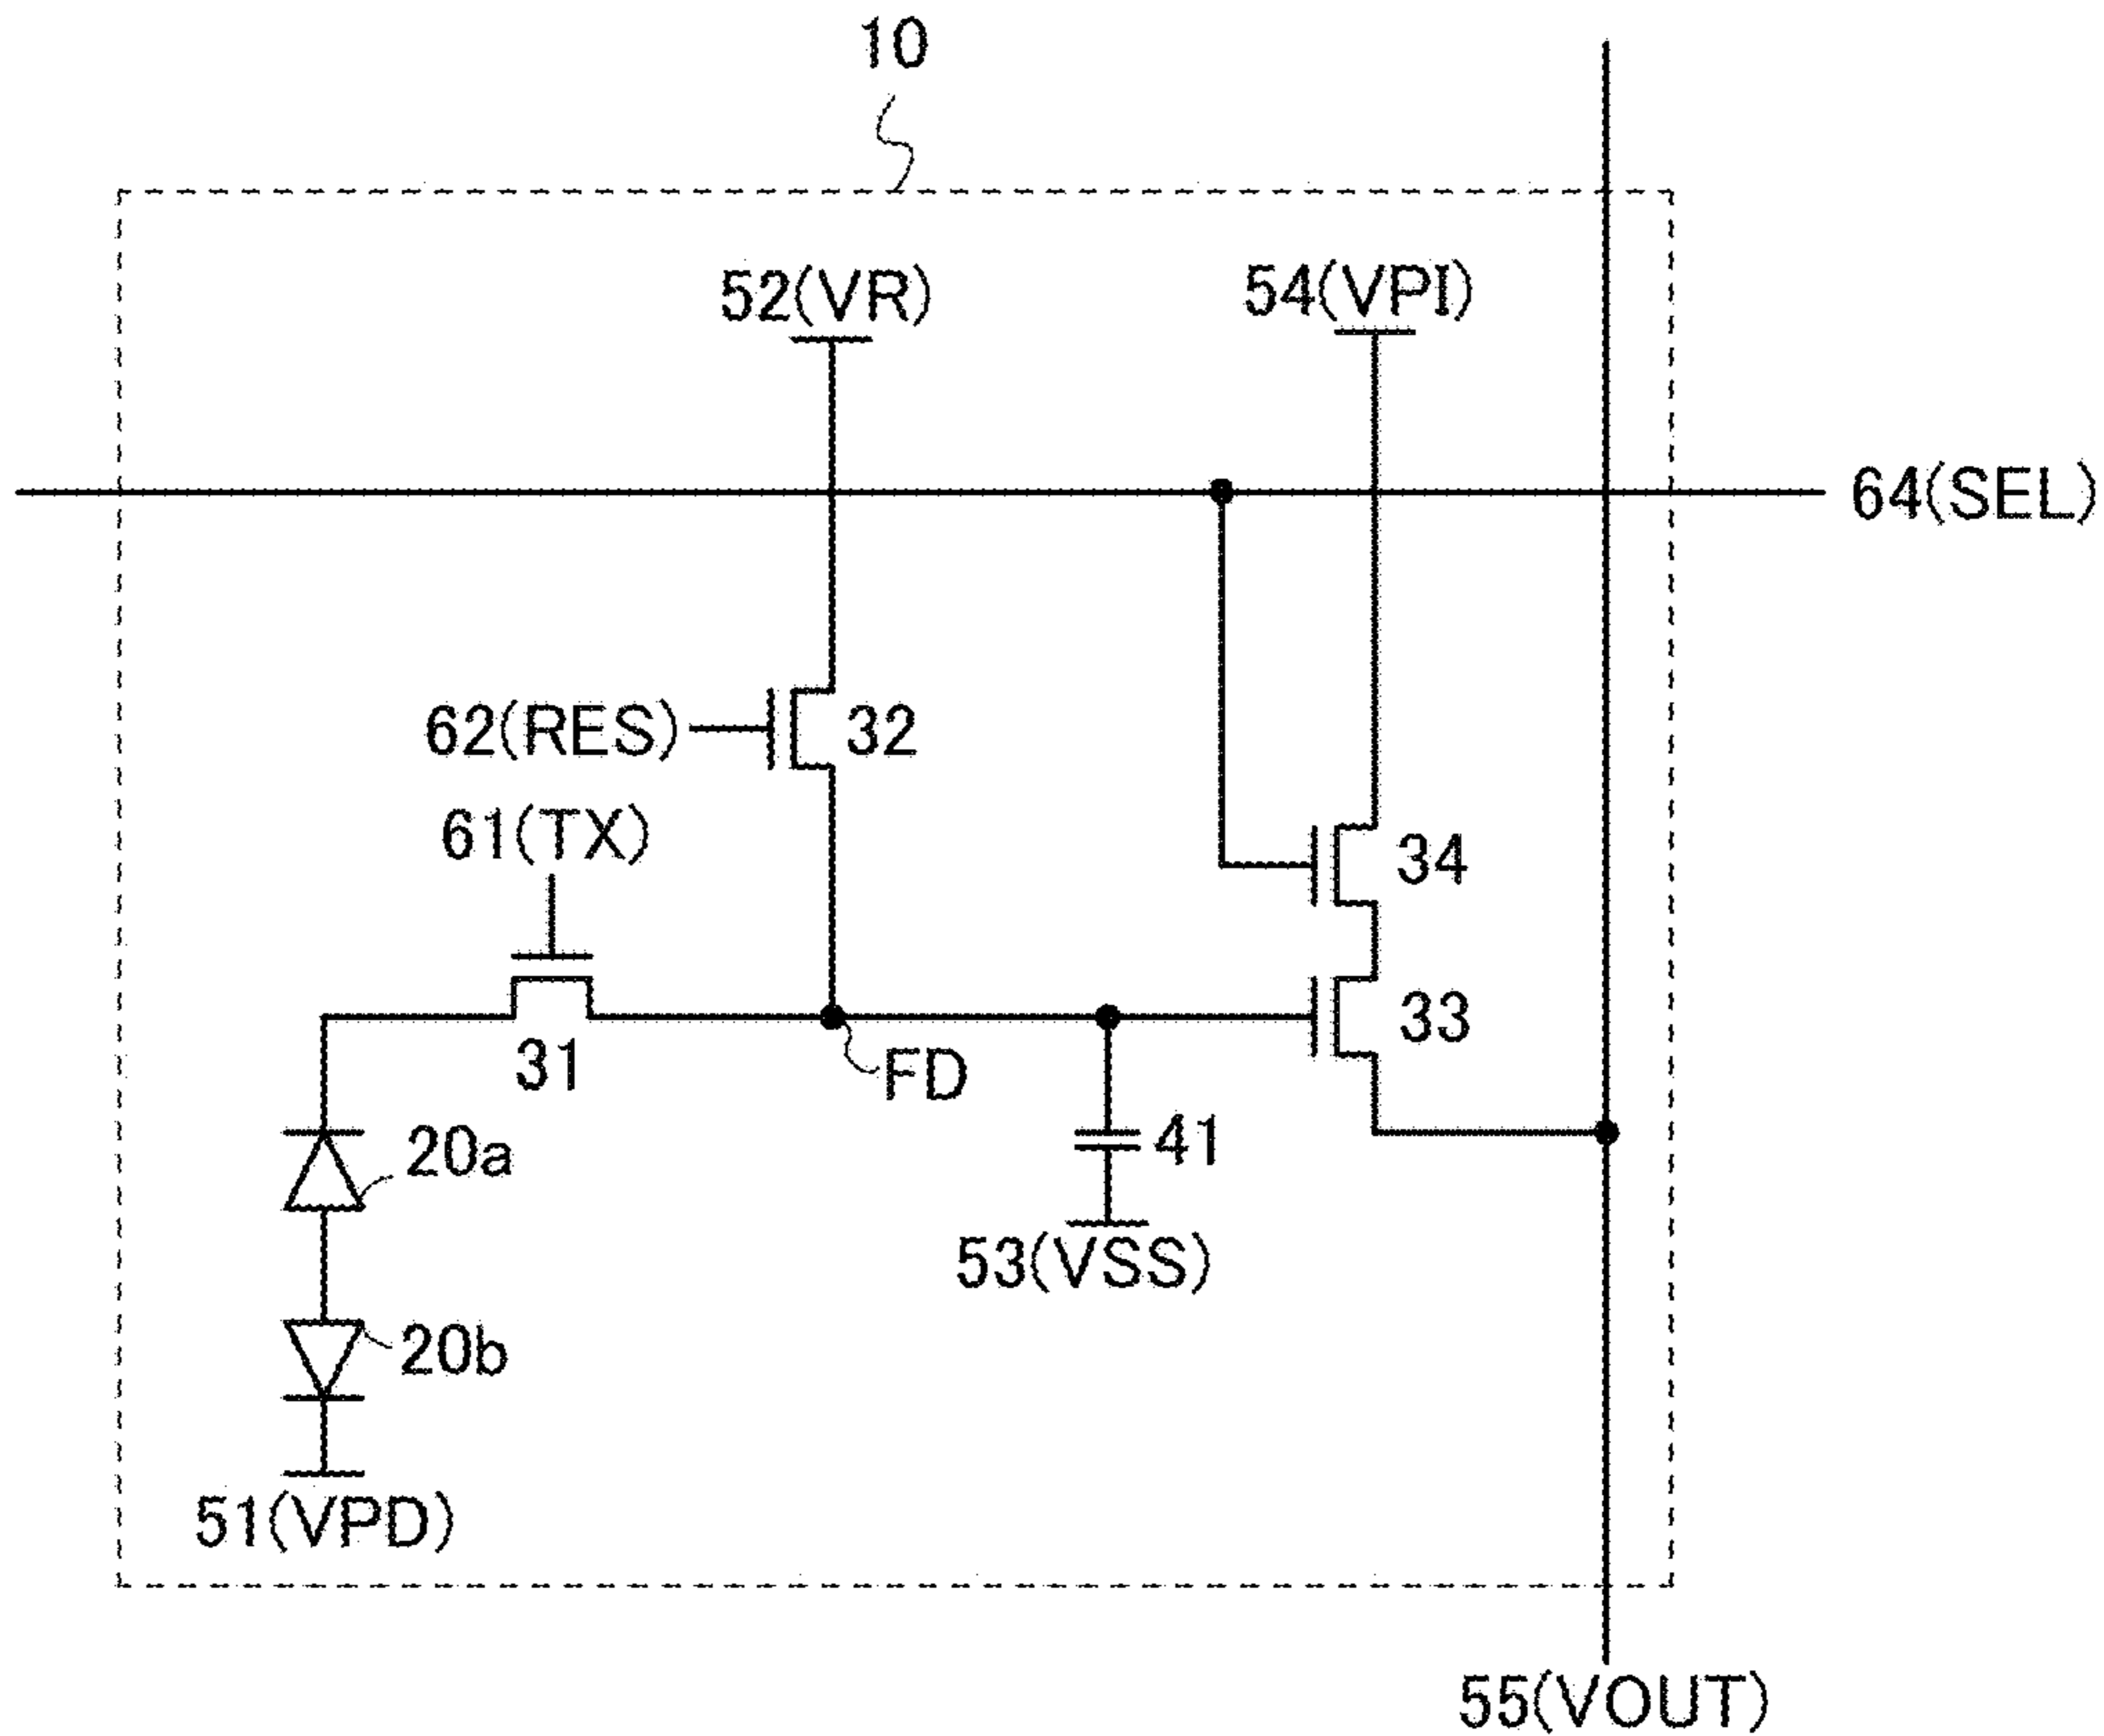 10
52(VR)
54(VPI)
64(SEL)
62(RES)
32
61(TX)
34
33
31
FD
20a
41
53(VSS)
20b
51(VPD)
55(VOUT)